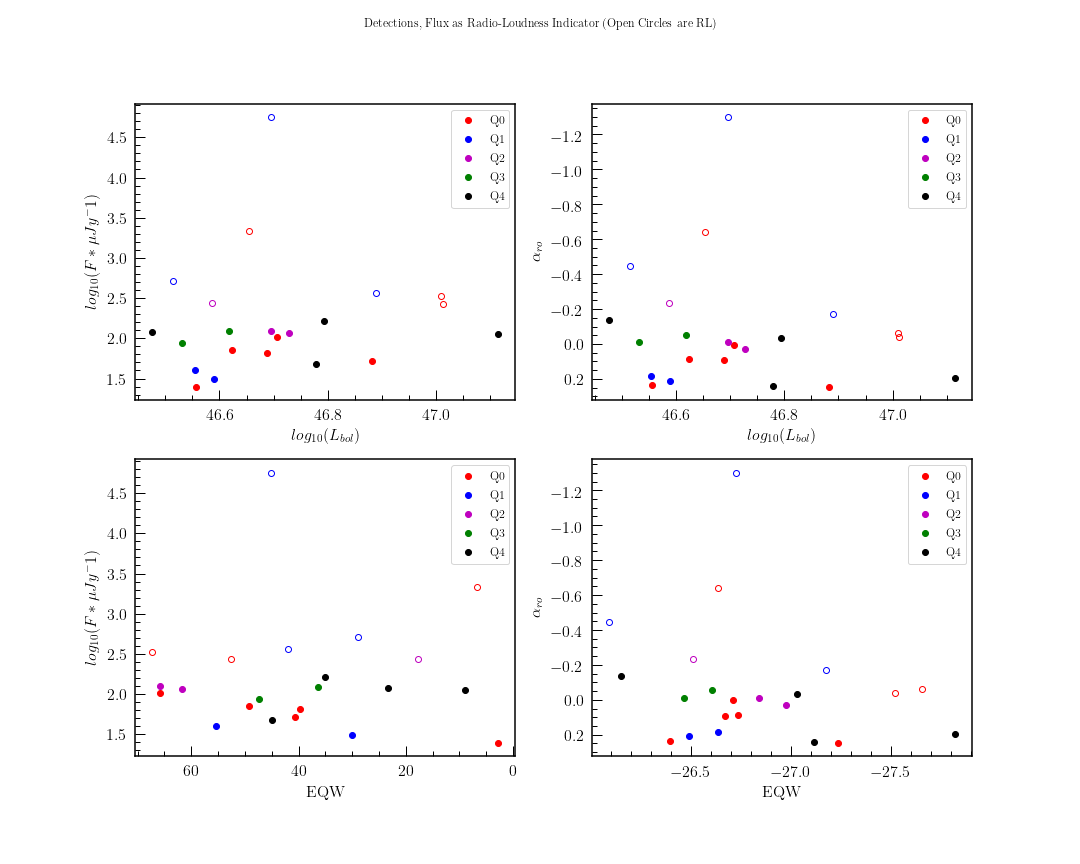 Detections, Flux as Radio-Loudness Indicator (Open Circles are RL)
4.5
4.0
3.5
3.0
2.5
2.0
1.5
log10(F * μJy−1)
46.6 46.8 47.0
log10(Lbol)
Q0
Q1
Q2
Q3
Q4
−1.2
−1.0
−0.8
−0.6
−0.4
−0.2
0.0
0.2
αro
46.6 46.8 47.0
log10(Lbol)
Q0
Q1
Q2
Q3
Q4
4.5
4.0
3.5
3.0
2.5
2.0
1.5
log10(F * μJy−1)
60 40 20 0
EQW
Q0
Q1
Q2
Q3
Q4
−1.2
−1.0
−0.8
−0.6
−0.4
−0.2
0.0
0.2
αro
−26.5 −27.0 −27.5
EQW
Q0
Q1
Q2
Q3
Q4